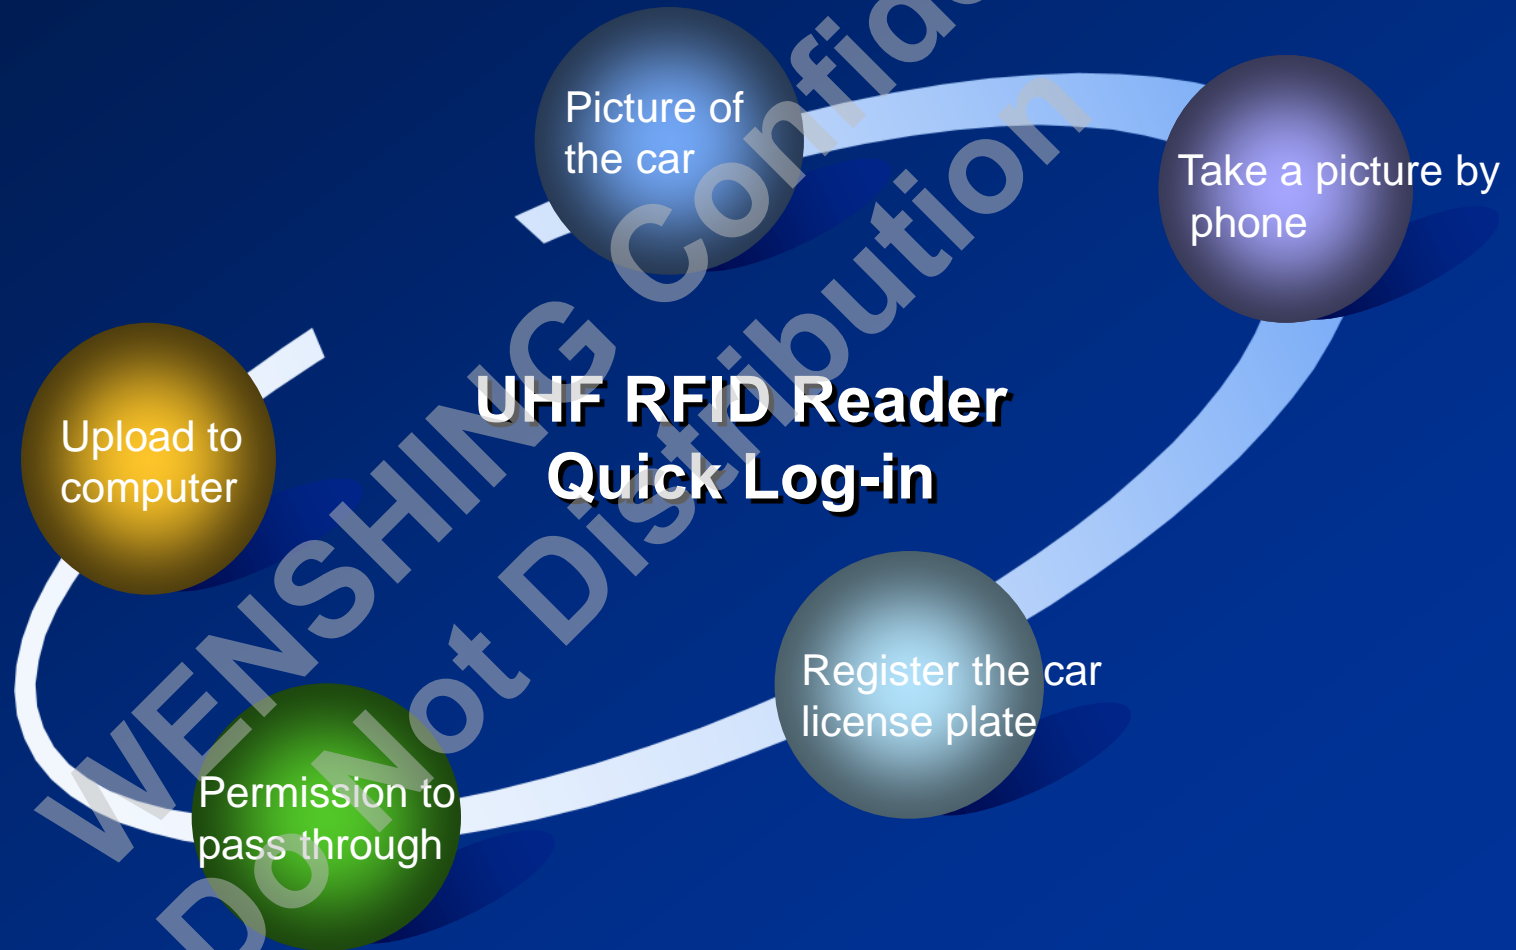 Picture of
the car
Take a picture by
phone
UHF RFID Reader
Quick Log-in
Upload to
computer
Register the car
license plate
Permission to
pass through
WENSHING
Do Not Distribution